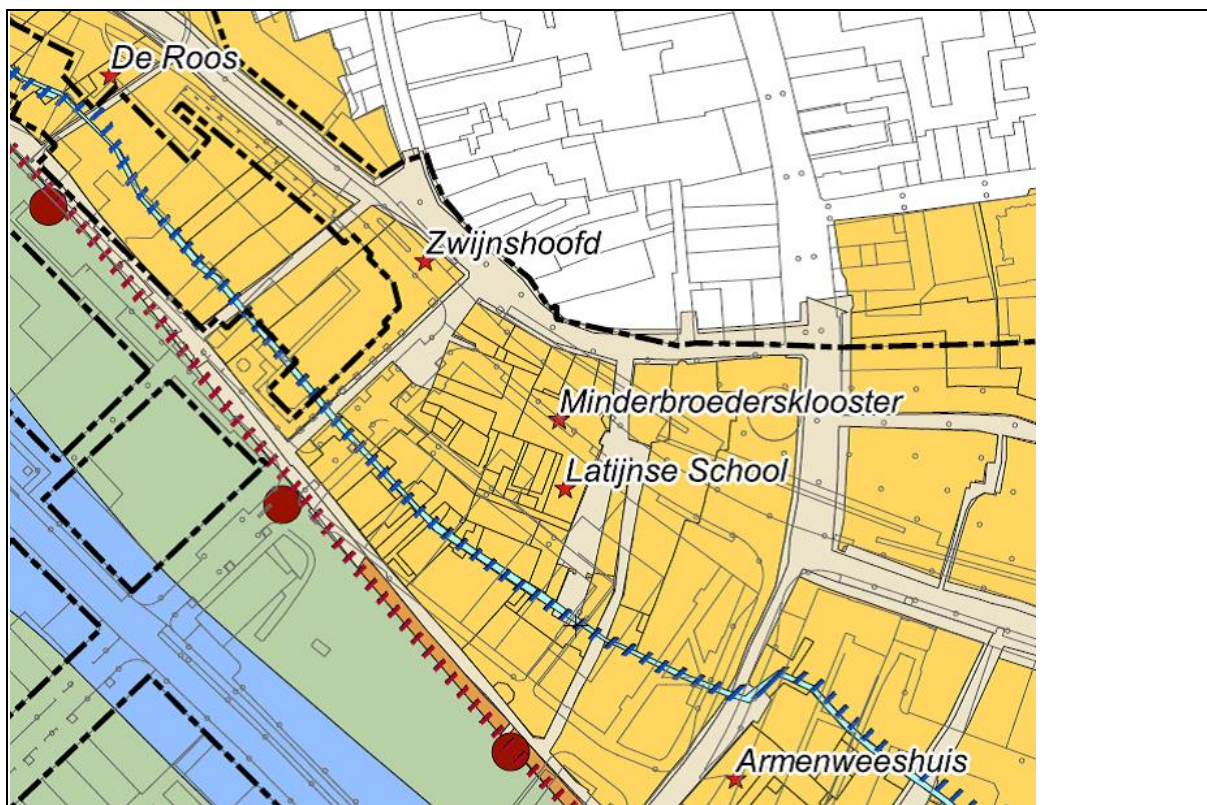 De Roos
Zwijnshoofd
Minderbroedersklooster
Latijnse School
Armenweeshuis